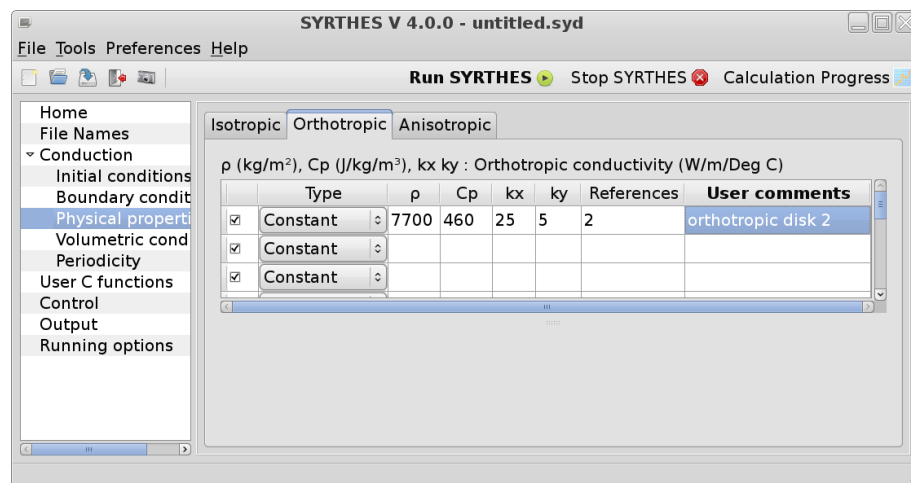 SYRTHES V 4.0.0 - untitled.syd
File Tools Preferences Help
Run SYRTHES Stop SYRTHES Calculation Progress
Home
File Names
Conduction
Initial conditions
Boundary condit
Physical properti
Volumetric cond
Periodicity
User C functions
Control
Output
Running options
Isotropic Orthotropic Anisotropic
ρ (kg/m²), Cp (J/kg/m³), kx ky : Orthotropic conductivity (W/m/Deg C)
Type ρ Cp kx ky References User comments
Constant 7700 460 25 5 2 orthotropic disk 2
Constant
Constant